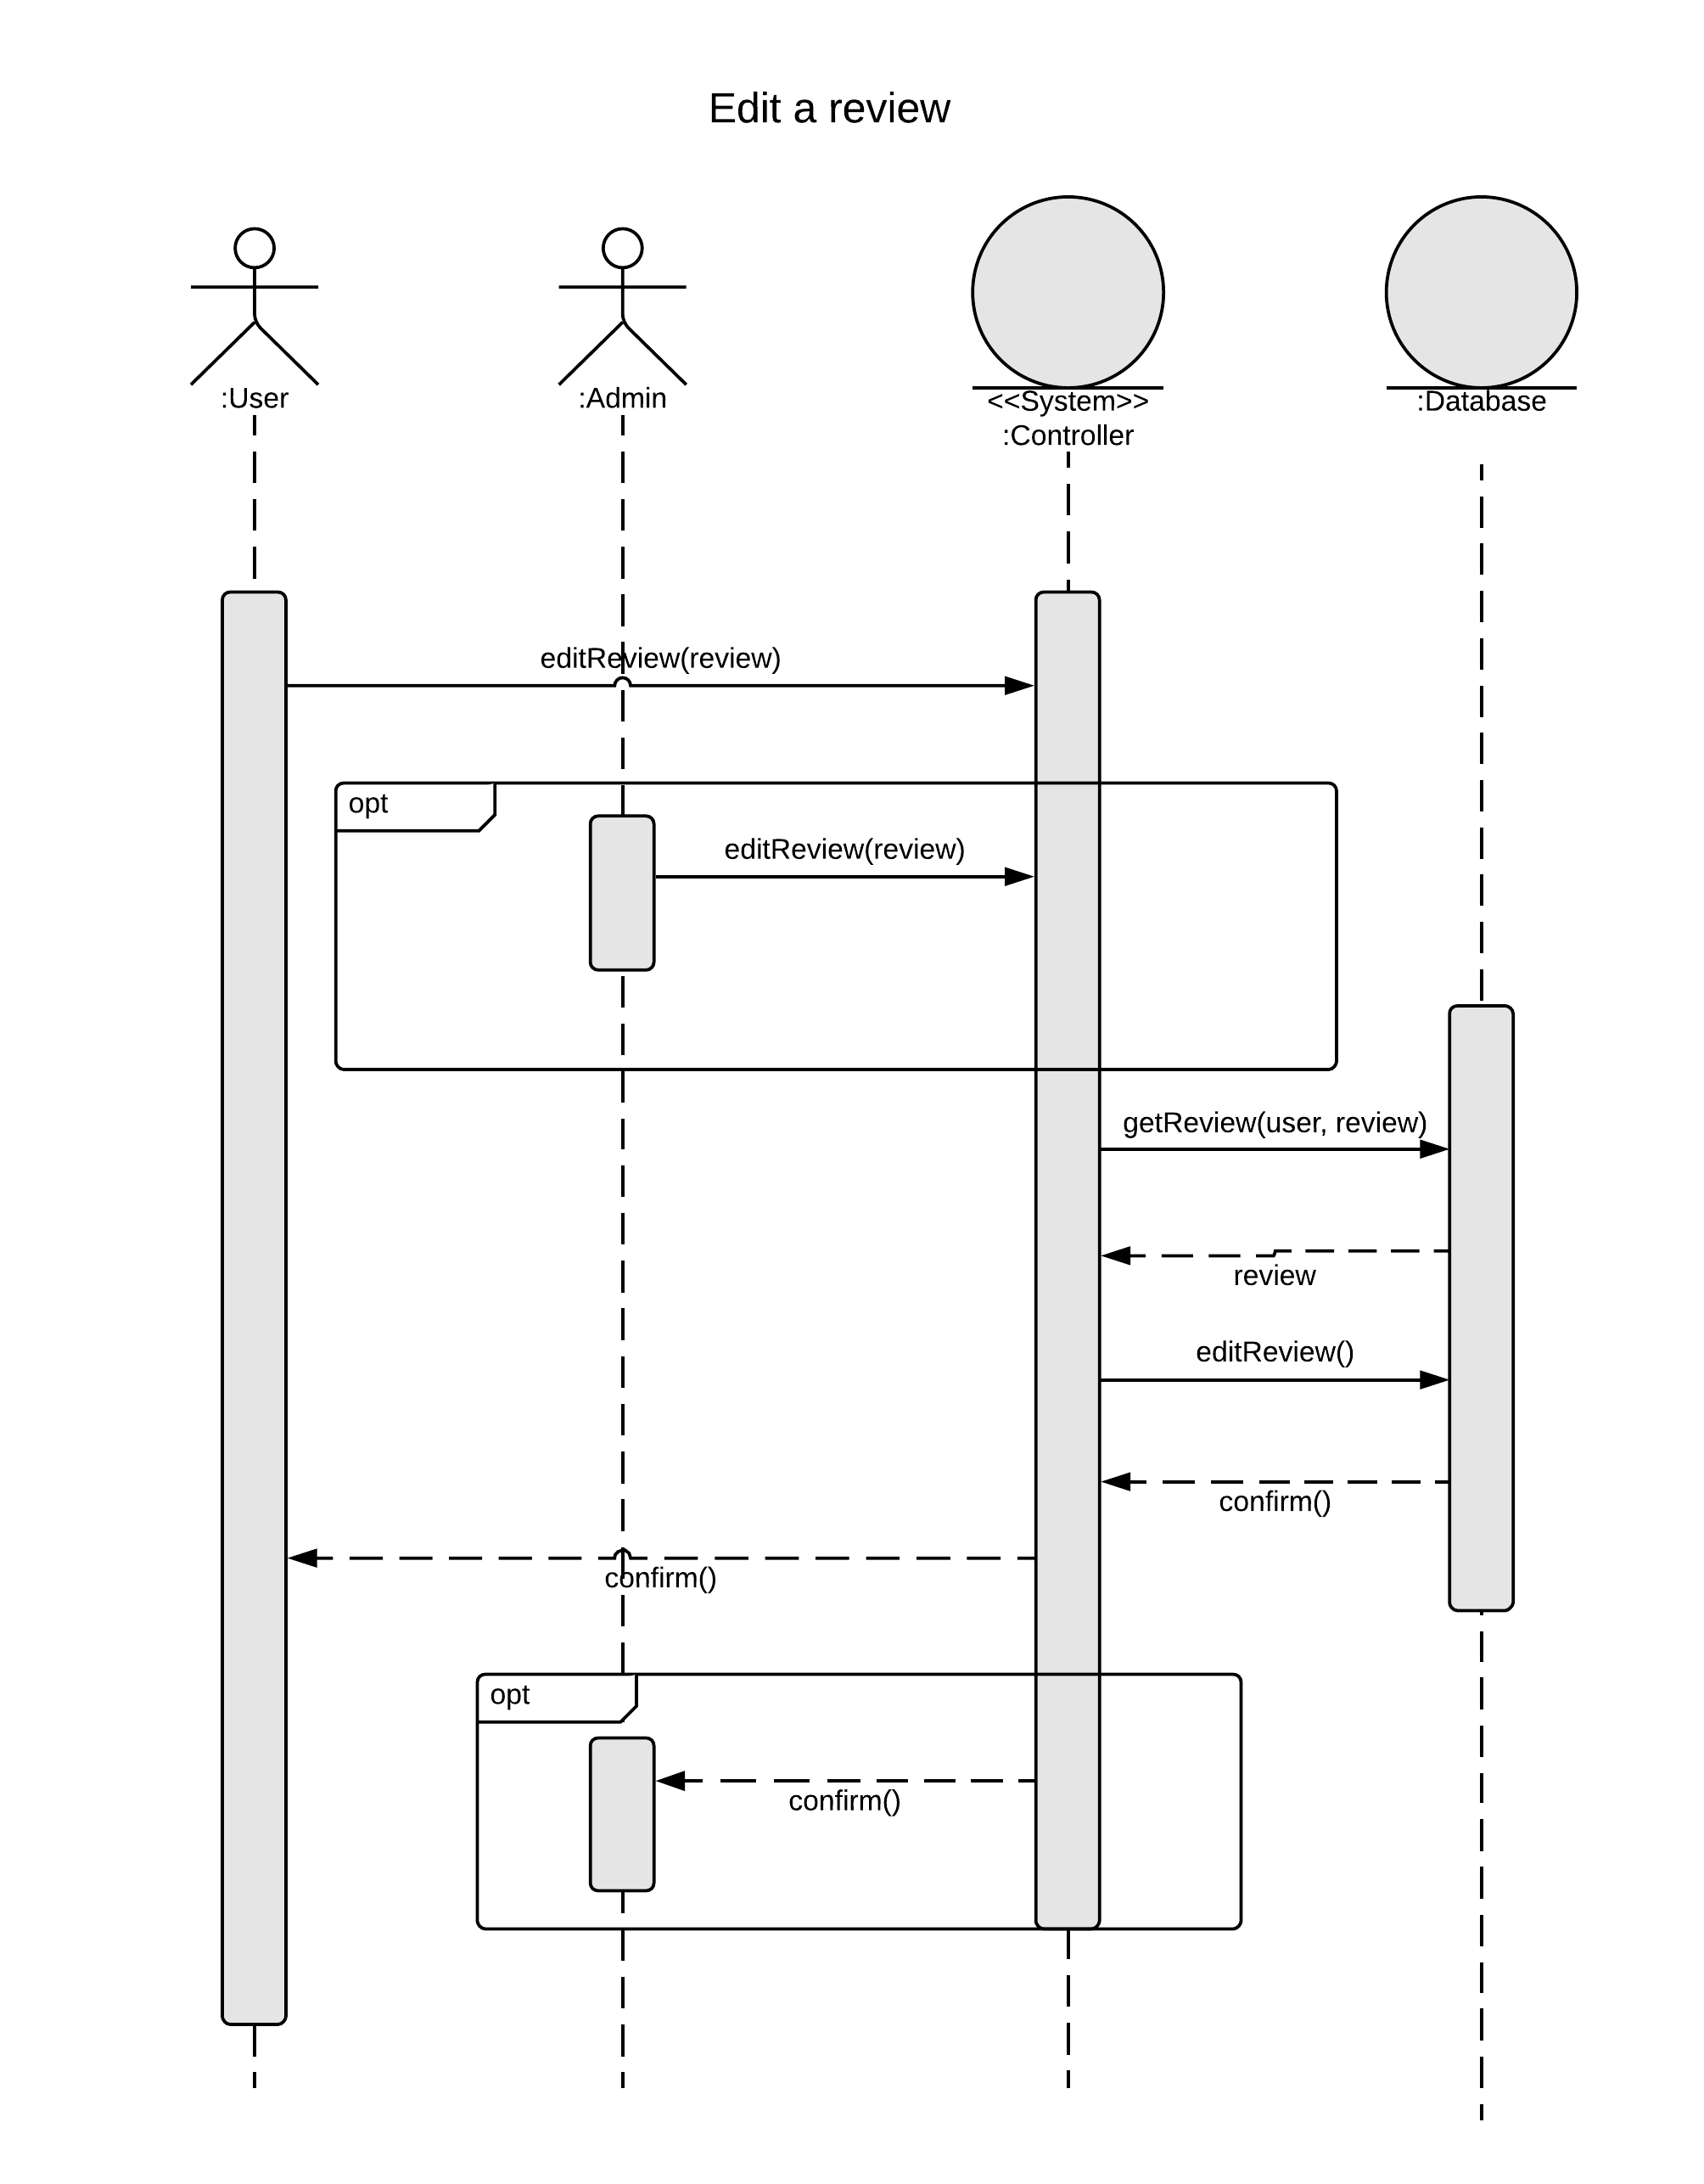 Edit a review
:User
:Admin
<<System>>
:Controller
:Database
editReview(review)
opt
editReview(review)
getReview(user, review)
review
editReview()
confirm()
confirm()
opt
confirm()